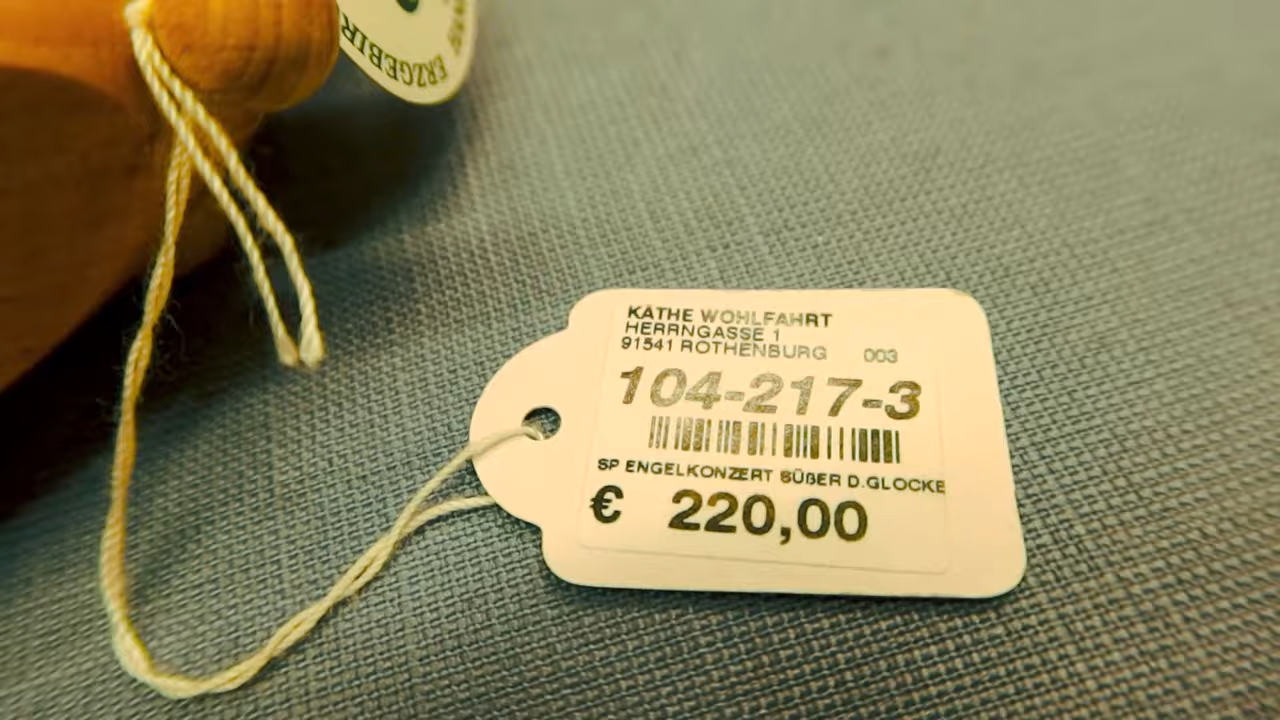 ERZGEBIR
KÄTHE WOHLFAHRT
HERRNGASSE 1
91541 ROTHENBURG 003
104-217-3
SP ENGELKONZERT SÜßER D.GLOCKE
€ 220,00